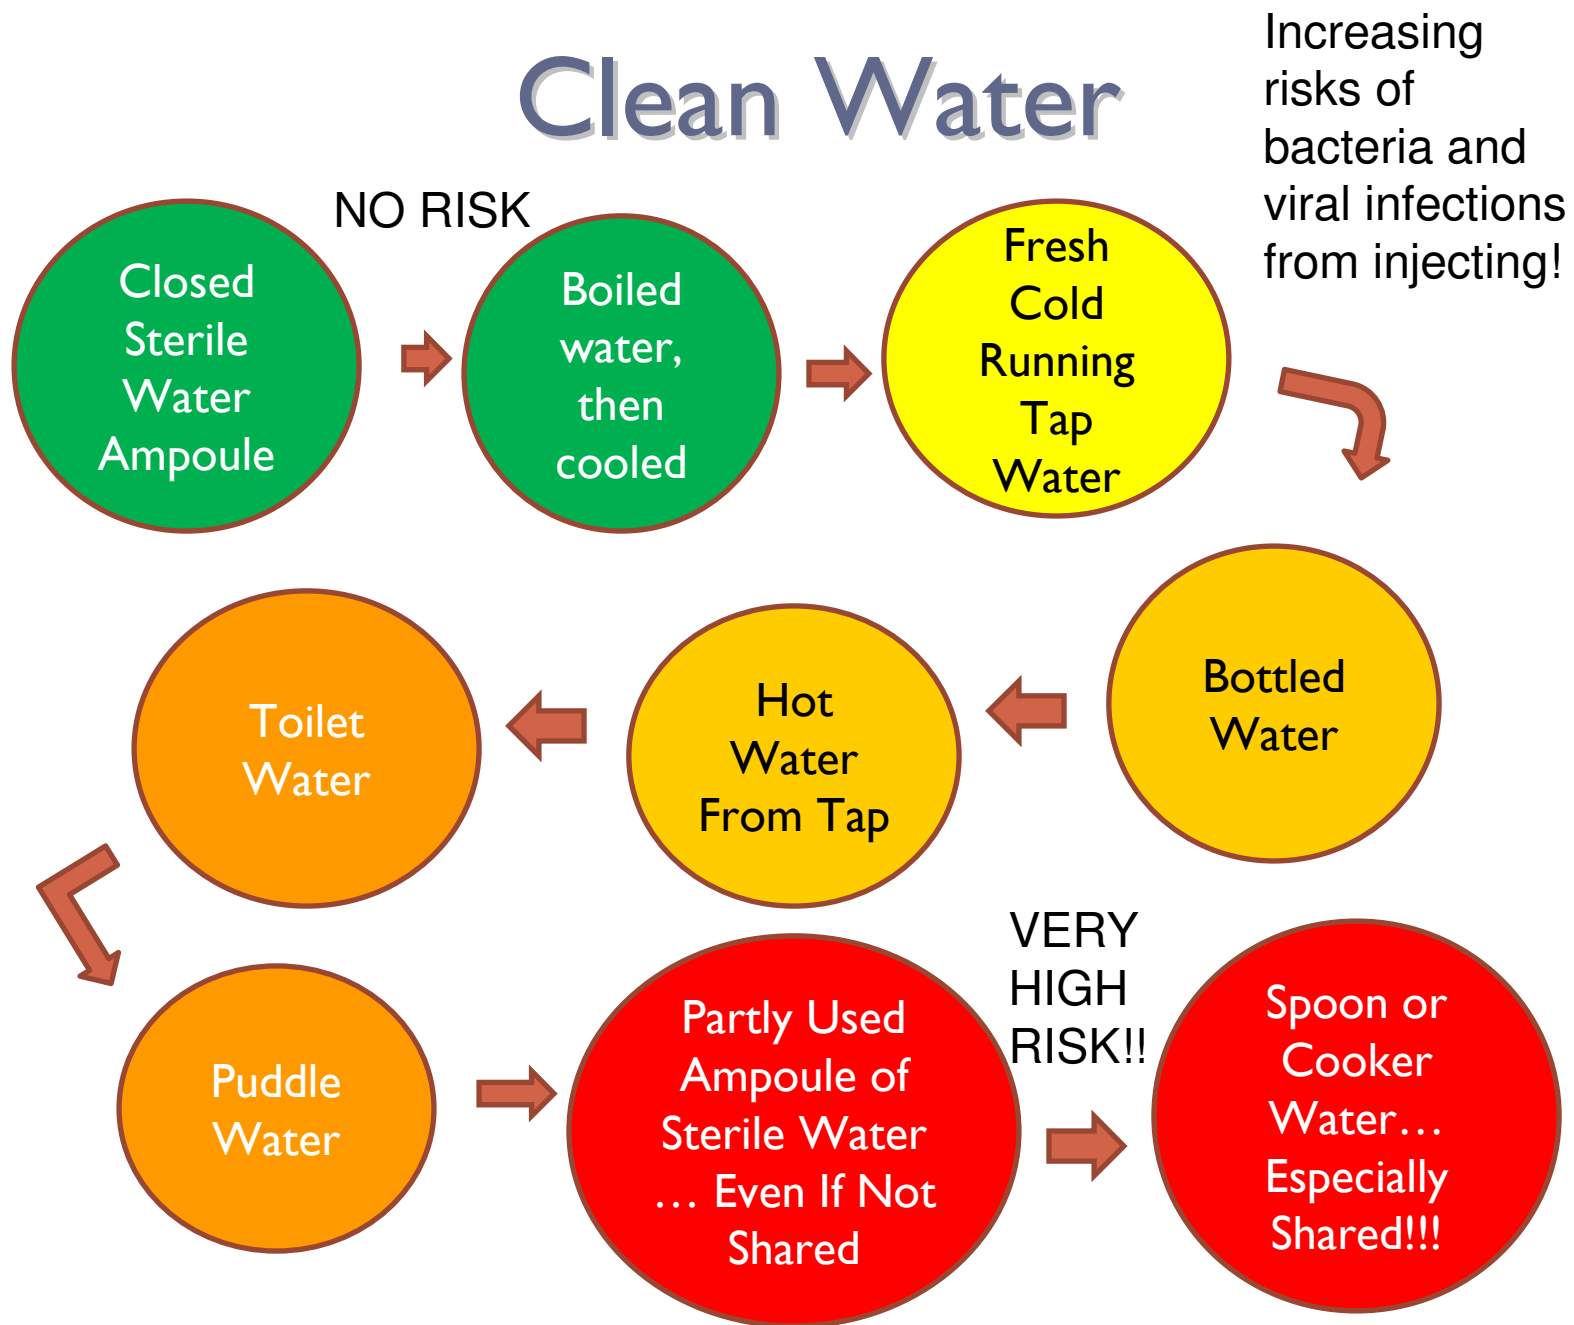 Clean Water
Increasing
risks of
bacteria and
viral infections
from injecting!
NO RISK
Closed
Sterile
Water
Ampoule
Boiled
water,
then
cooled
Fresh
Cold
Running
Tap
Water
Bottled
Water
Hot
Water
From Tap
Toilet
Water
Puddle
Water
Partly Used
Ampoule of
Sterile Water
… Even If Not
Shared
VERY
HIGH
RISK!!
Spoon or
Cooker
Water…
Especially
Shared!!!